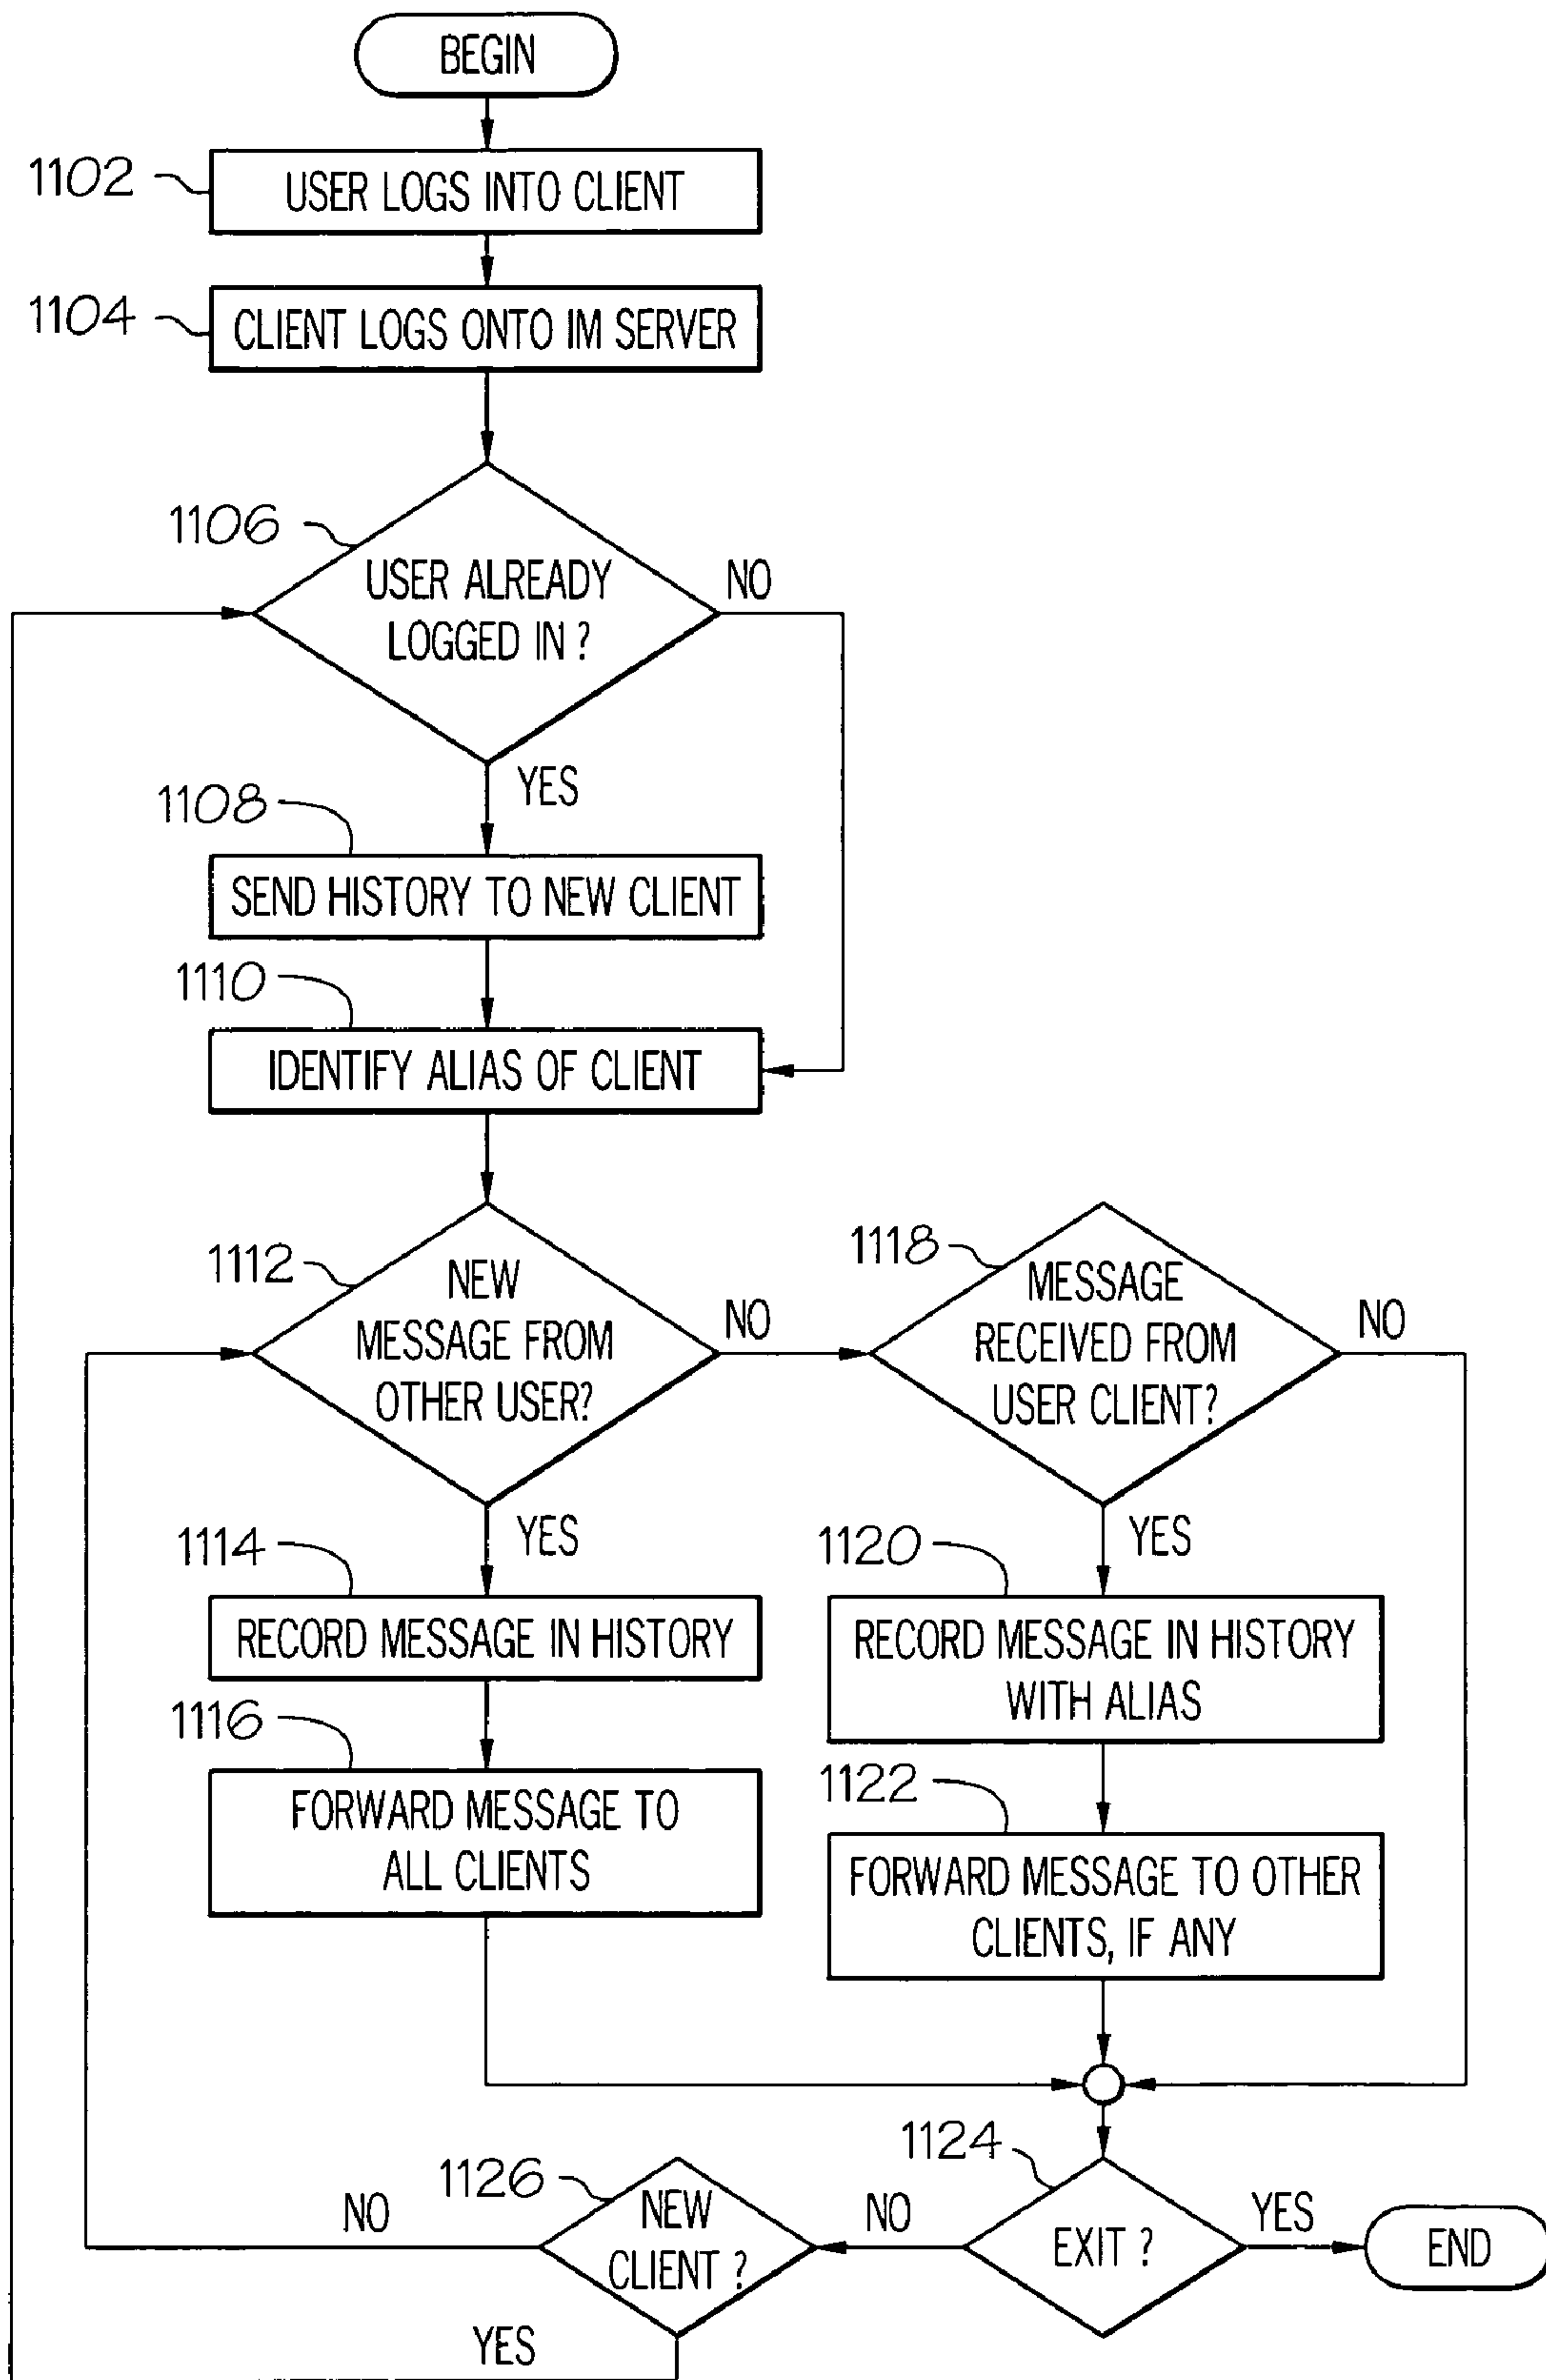 BEGIN
1102
USER LOGS INTO CLIENT
1104
CLIENT LOGS ONTO IM SERVER
1106
USER ALREADY
LOGGED IN ?
NO
YES
1108
SEND HISTORY TO NEW CLIENT
1110
IDENTIFY ALIAS OF CLIENT
1112
NEW
MESSAGE FROM
OTHER USER?
NO
1118
MESSAGE
RECEIVED FROM
USER CLIENT?
NO
YES
1114
RECORD MESSAGE IN HISTORY
1116
FORWARD MESSAGE TO
ALL CLIENTS
YES
1120
RECORD MESSAGE IN HISTORY
WITH ALIAS
1122
FORWARD MESSAGE TO OTHER
CLIENTS, IF ANY
1124
EXIT ?
YES
END
NO
1126
NEW
CLIENT ?
NO
YES